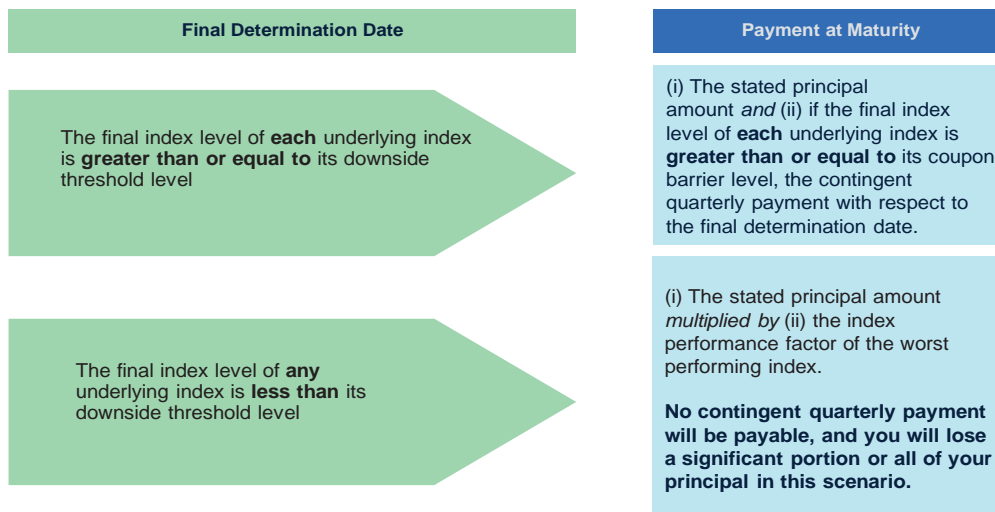 Final Determination Date
Payment at Maturity
The final index level of each underlying index
is greater than or equal to its downside
threshold level
(i) The stated principal
amount and (ii) if the final index
level of each underlying index is
greater than or equal to its coupon
barrier level, the contingent
quarterly payment with respect to
the final determination date.
The final index level of any
underlying index is less than its
downside threshold level
(i) The stated principal amount
multiplied by (ii) the index
performance factor of the worst
performing index.
No contingent quarterly payment
will be payable, and you will lose
a significant portion or all of your
principal in this scenario.